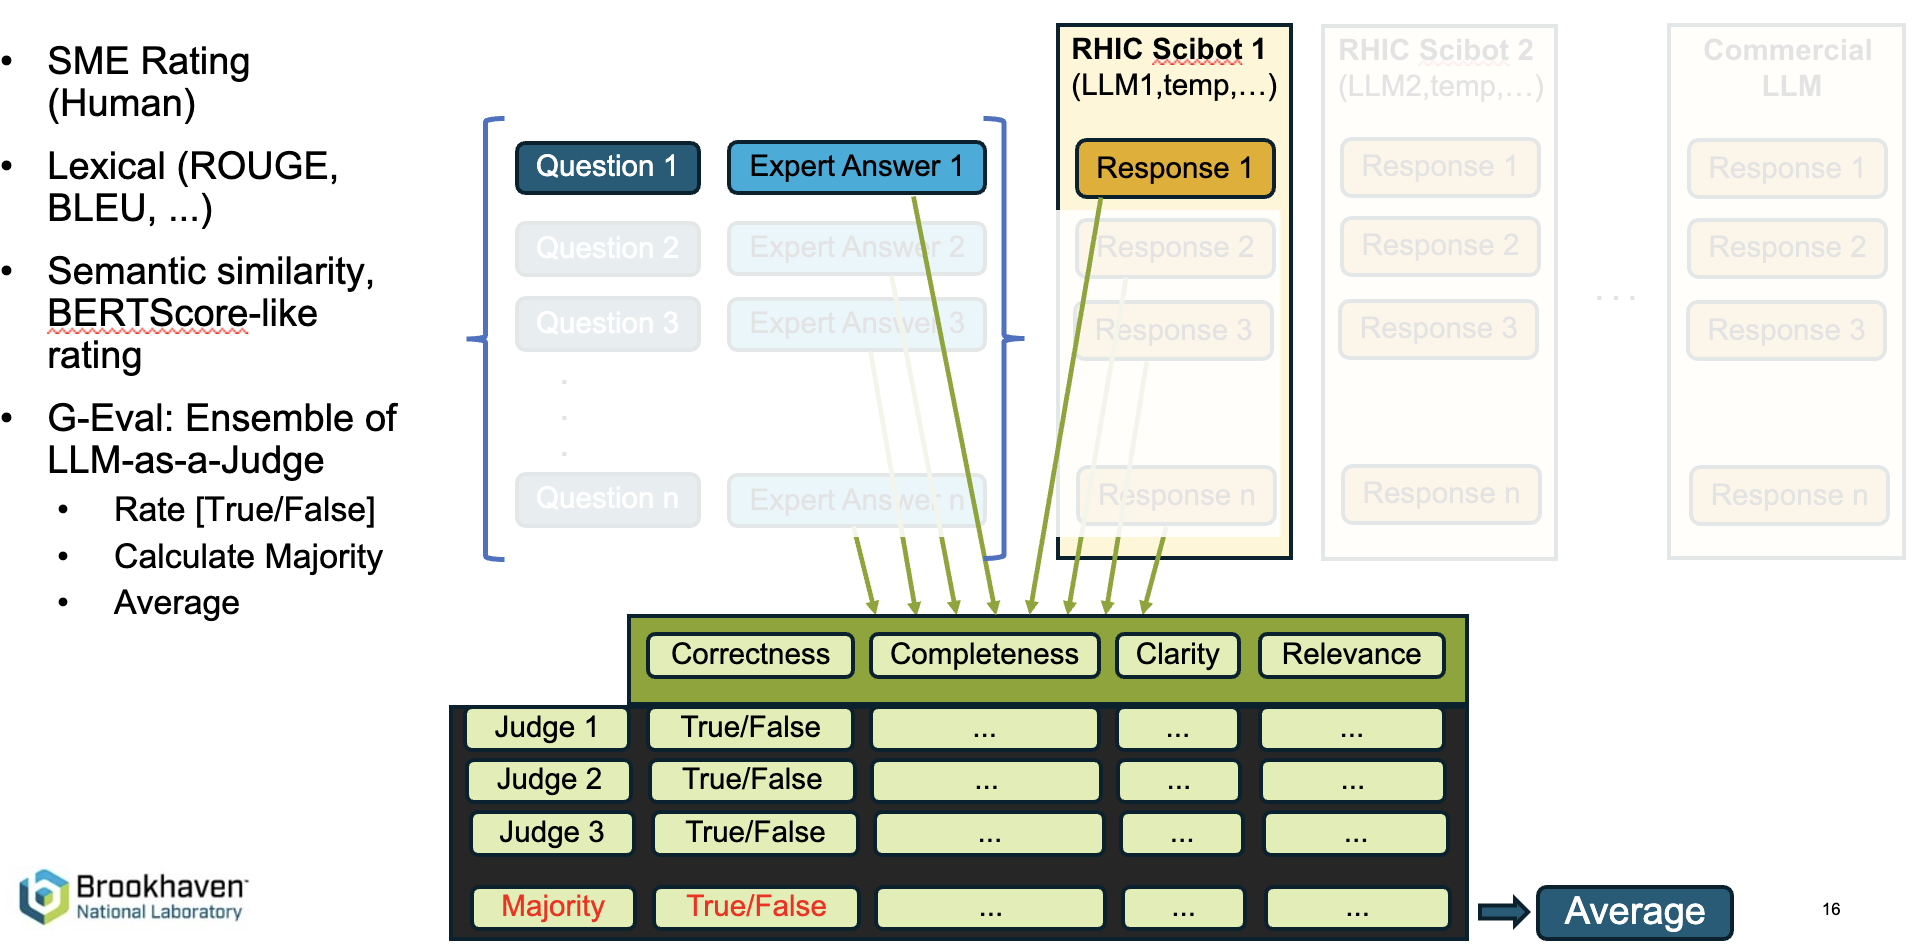 • SME Rating
(Human)
• Lexical (ROUGE,
BLEU, ...)
• Semantic similarity,
BERTScore-like
rating
• G-Eval: Ensemble of
LLM-as-a-Judge
• Rate [True/False]
• Calculate Majority
• Average
Question 1
Expert Answer 1
Question 2
Expert Answer 2
Question 3
Expert Answer 3
.
.
.
Question n
Expert Answer n
RHIC Scibot 1
(LLM1,temp,...)
Response 1
Response 2
Response 3
Response n
RHIC Scibot 2
(LLM2,temp,...)
Response 1
Response 2
Response 3
Response n
...
Commercial
LLM
Response 1
Response 2
Response 3
Response n
Correctness Completeness Clarity Relevance
Judge 1 True/False ... ... ...
Judge 2 True/False ... ... ...
Judge 3 True/False ... ... ...
Majority True/False ... ... ...
Average
Brookhaven™
National Laboratory
16